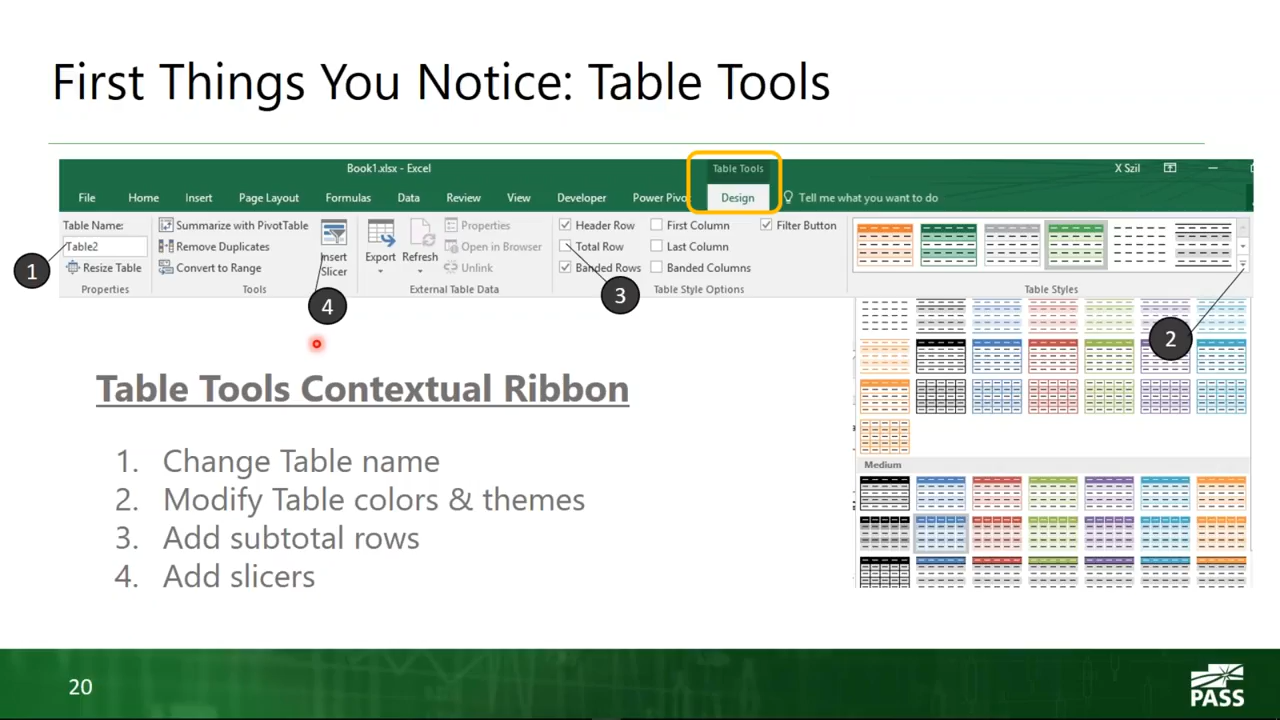 First Things You Notice: Table Tools
Book1.xlsx - Excel
Table Tools
X Szil
File Home Insert Page Layout Formulas Data Review View Developer Power Pivo Design Tell me what you want to do
Table Name: Summarize with PivotTable Properties Header Row First Column Filter Button
Table2 Remove Duplicates Open in Browser Total Row Last Column
Resize Table Convert to Range Insert Slicer Export Refresh Unlink Banded Rows Banded Columns
Properties Tools External Table Data Table Style Options Table Styles
1
4
3
2
Table Tools Contextual Ribbon
1. Change Table name
2. Modify Table colors & themes
3. Add subtotal rows
4. Add slicers
Medium
20
PASS